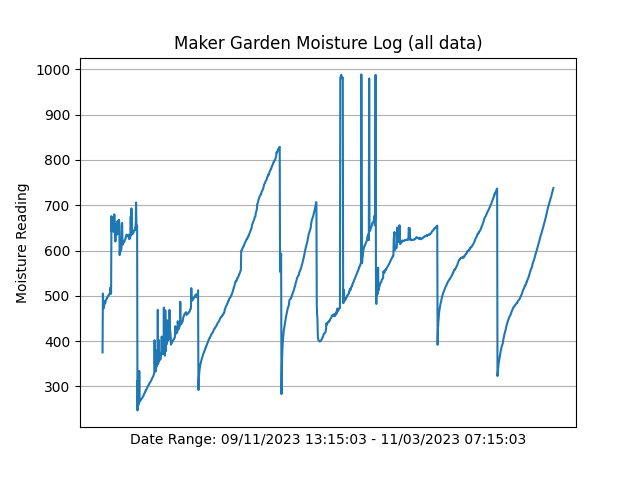 Maker Garden Moisture Log (all data)
1000
900
800
700
600
500
400
300
Moisture Reading
Date Range: 09/11/2023 13:15:03 - 11/03/2023 07:15:03